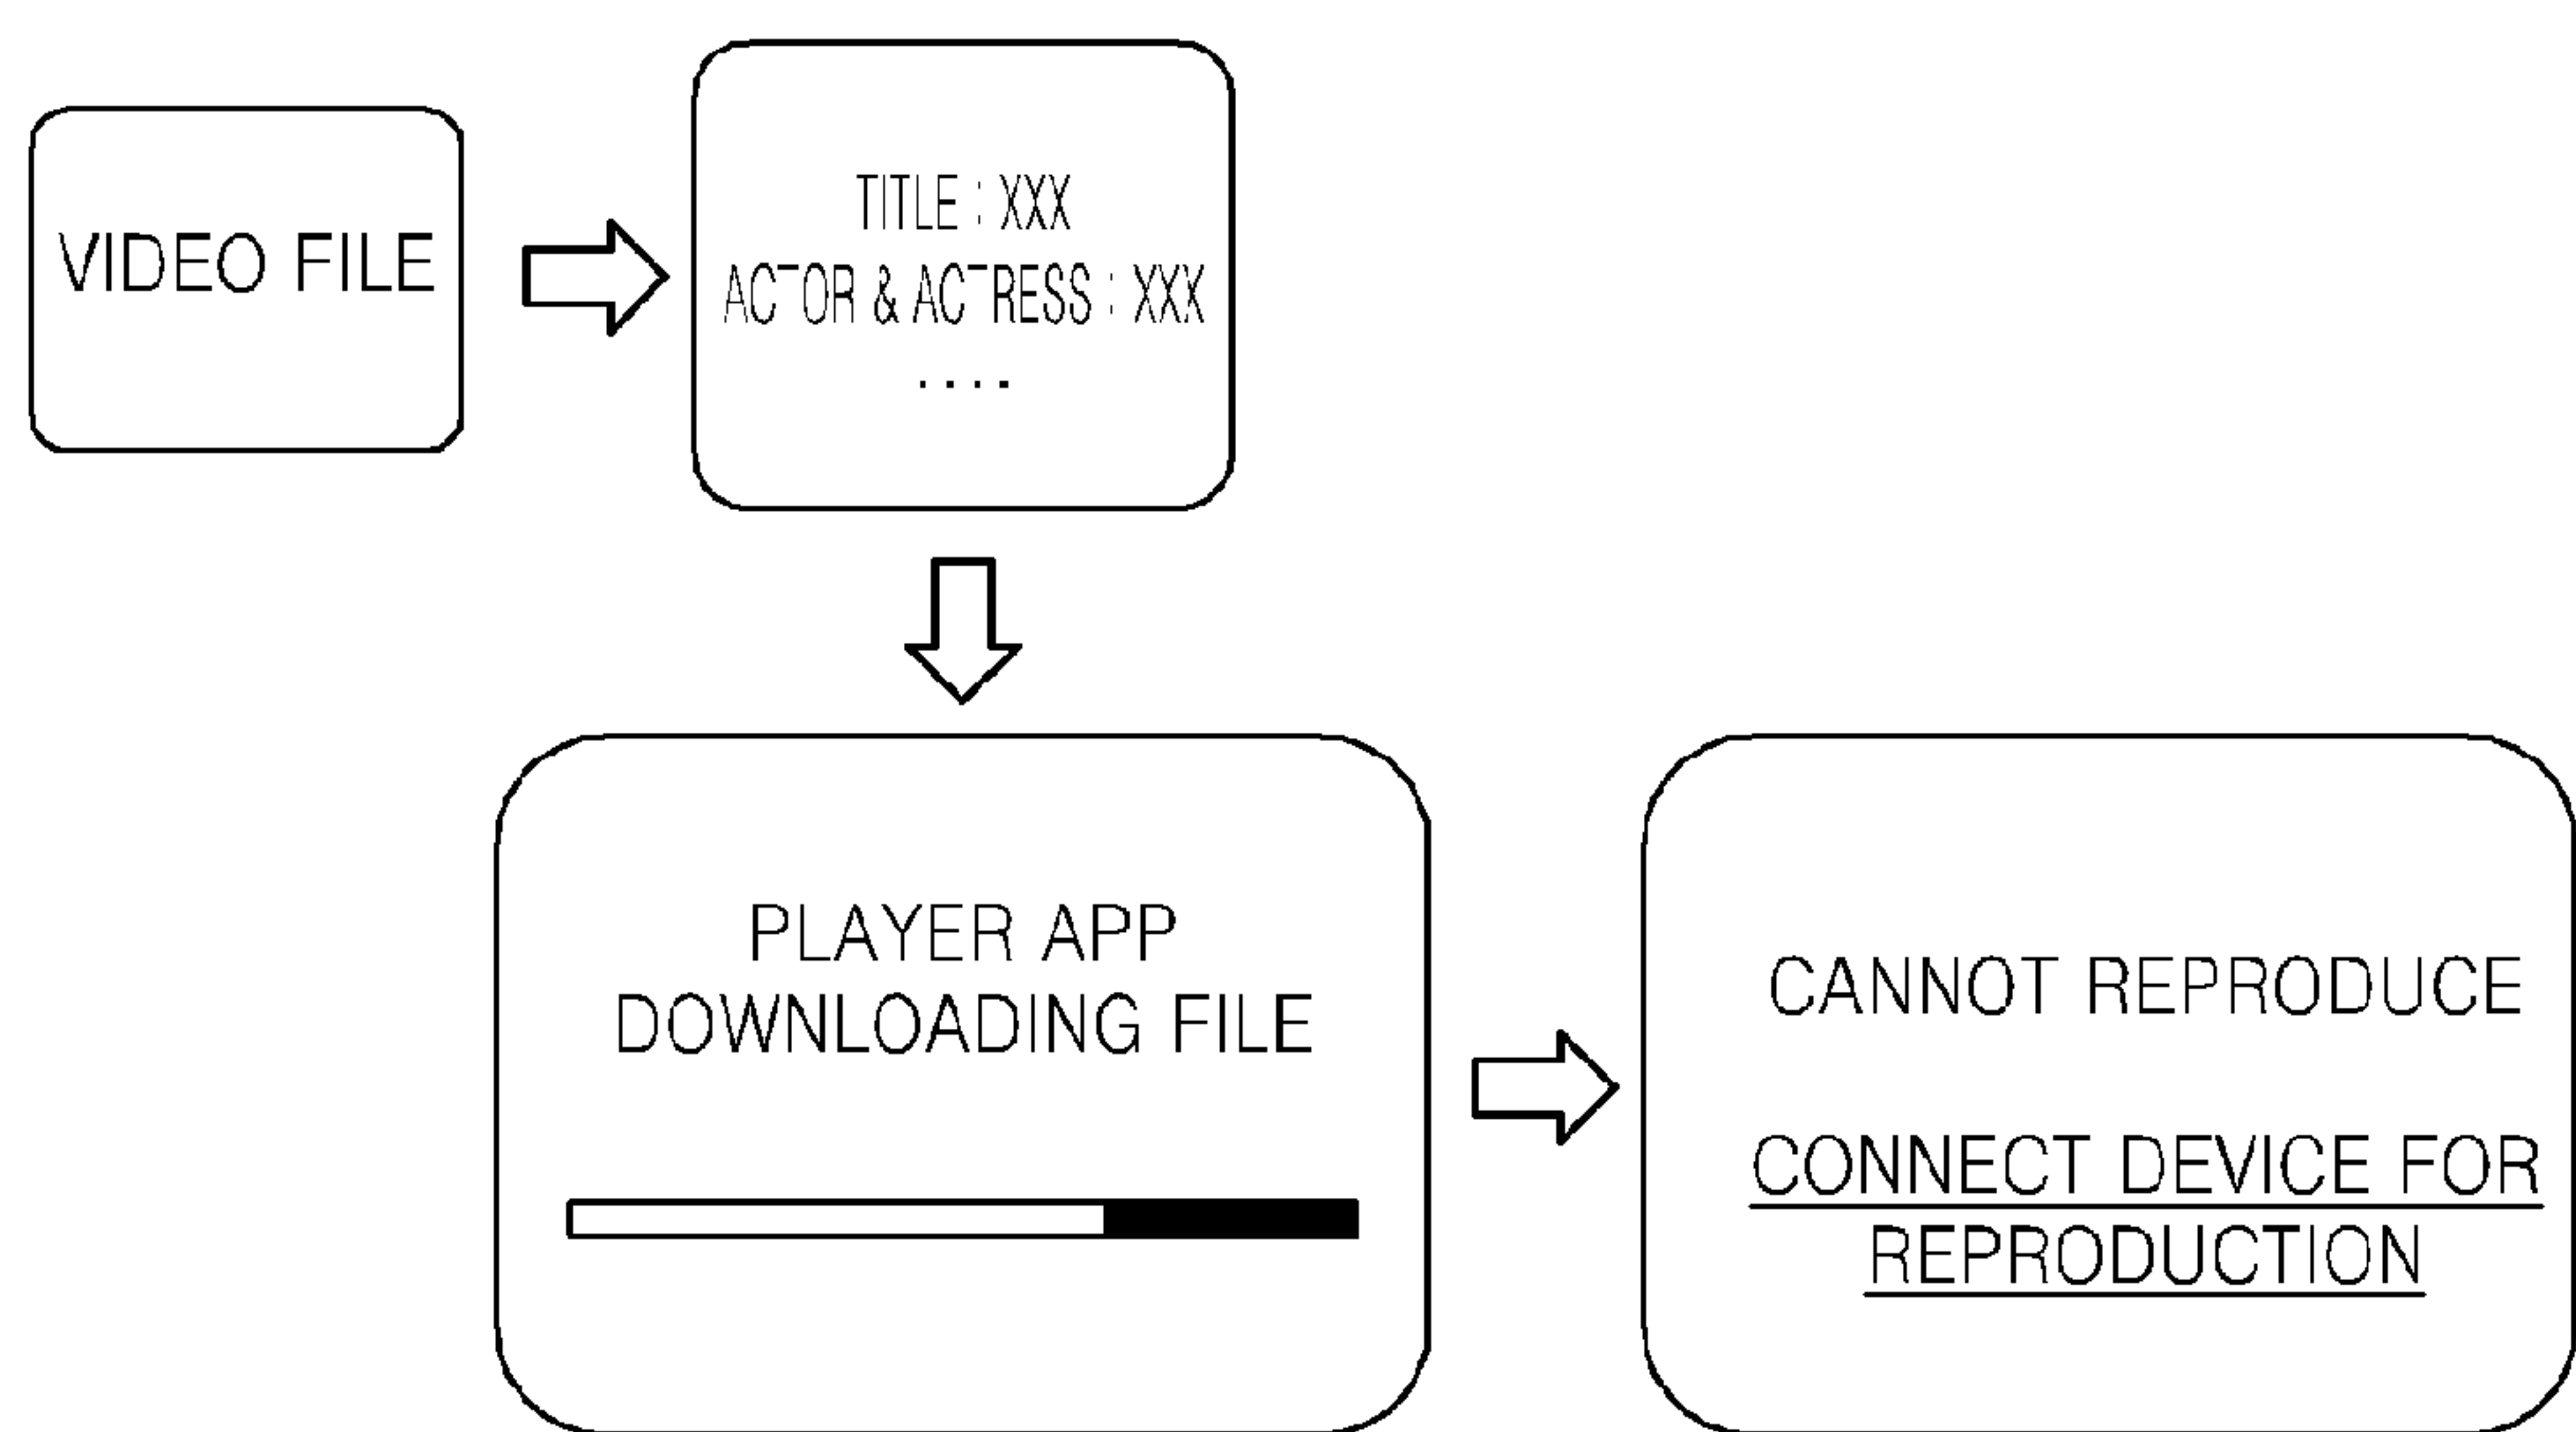 VIDEO FILE
TITLE : XXX
ACTOR & ACTRESS : XXX
....
PLAYER APP
DOWNLOADING FILE
CANNOT REPRODUCE
CONNECT DEVICE FOR
REPRODUCTION